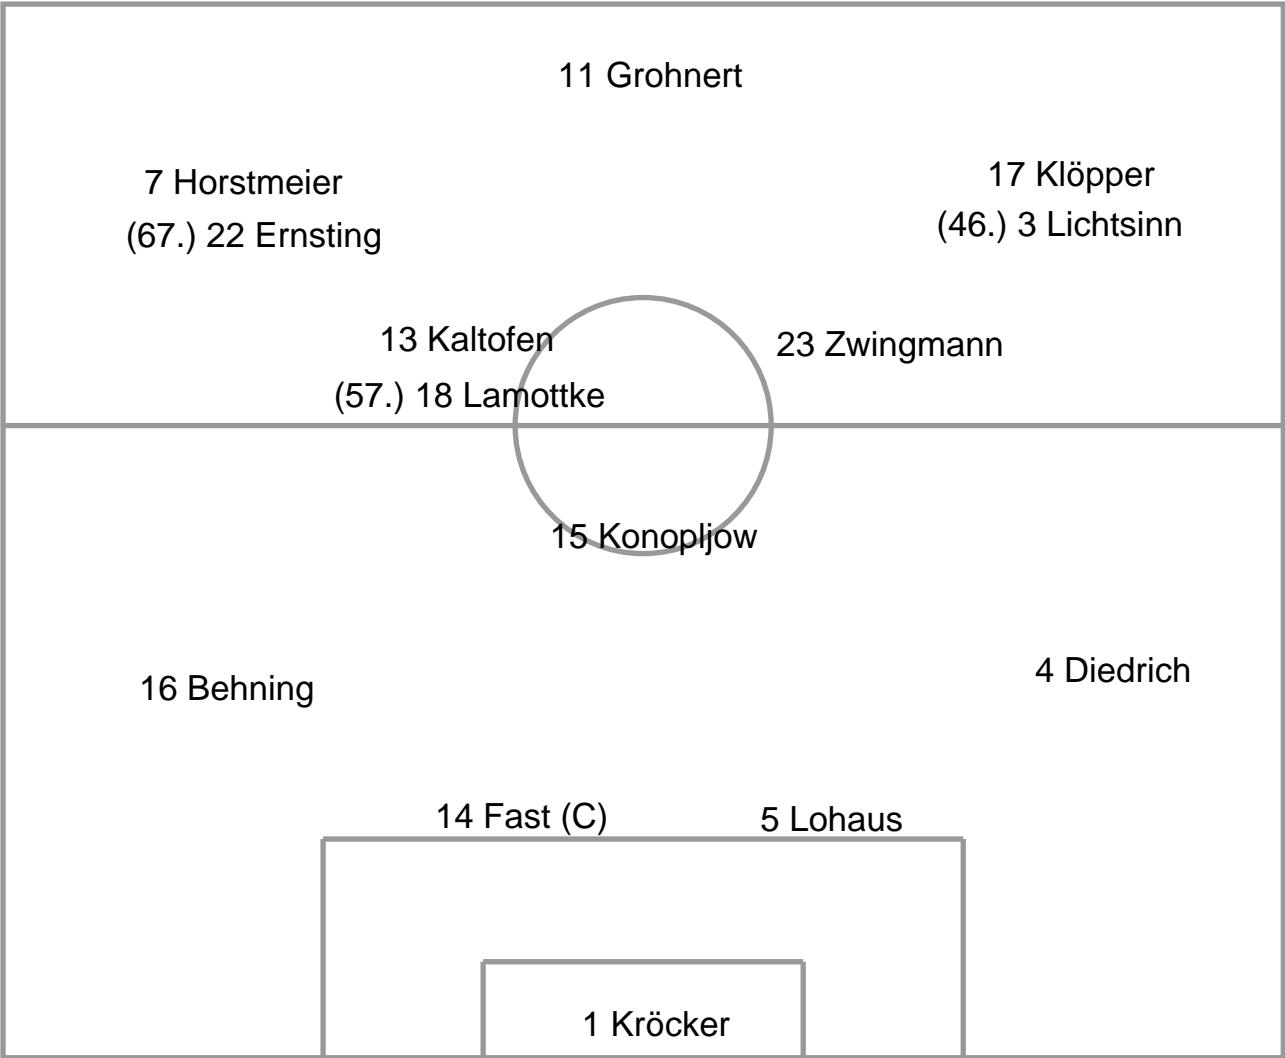 11 Grohnert
7 Horstmeier
(67.) 22 Ernsting
17 Klöpper
(46.) 3 Lichtsinn
13 Kaltofen
(57.) 18 Lamottke
23 Zwingmann
15 Konopljow
16 Behning
4 Diedrich
14 Fast (C)
5 Lohaus
1 Kröcker